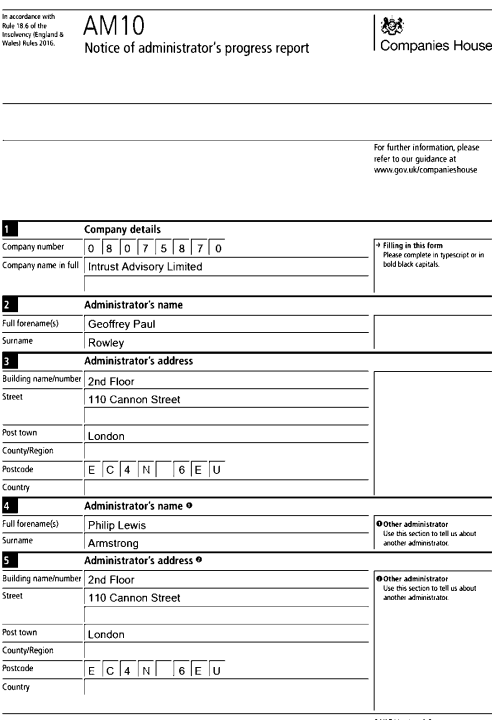 In accordance with
Rule 18.6 of the
Insolvency (England &
Wales) Rules 2016.
AM10
Notice of administrator's progress report
Companies House
For further information, please
refer to our guidance at
www.gov.uk/companieshouse
1 Company details
Company number 0 8 0 7 5 8 7 0
Company name in full Intrust Advisory Limited
→ Filling in this form
Please complete in typescript or in
bold black capitals.
2 Administrator's name
Full forename(s) Geoffrey Paul
Surname Rowley
3 Administrator's address
Building name/number 2nd Floor
Street 110 Cannon Street
Post town London
County/Region
Postcode E C 4 N 6 E U
Country
4 Administrator's name ❶
Full forename(s) Philip Lewis
Surname Armstrong
❶ Other administrator
Use this section to tell us about
another administrator.
5 Administrator's address ❷
Building name/number 2nd Floor
Street 110 Cannon Street
❷ Other administrator
Use this section to tell us about
another administrator.
Post town London
County/Region
Postcode E C 4 N 6 E U
Country